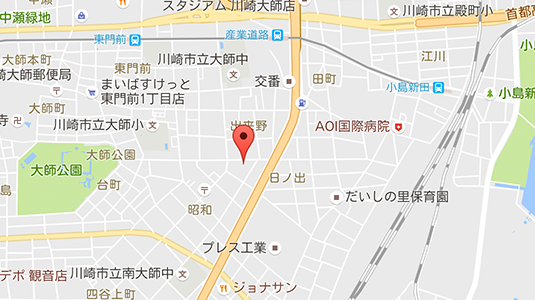 中瀬緑地
スタジアム 川崎大師店
川崎市立殿町小
首都高
東門前
産業道路
江川
大師本町
東門前
川崎市立大師中
小島新
崎大師郵便局
まいばすけっと
東門前1丁目店
交番
田町
小島新田
大師町
寺
川崎市立大師小
出来野
AOI国際病院
大師公園
大師公園
台町
日ノ出
だいしの里保育園
昭和
プレス工業
デポ 観音店
川崎市立南大師中
ジョナサン
四谷上町